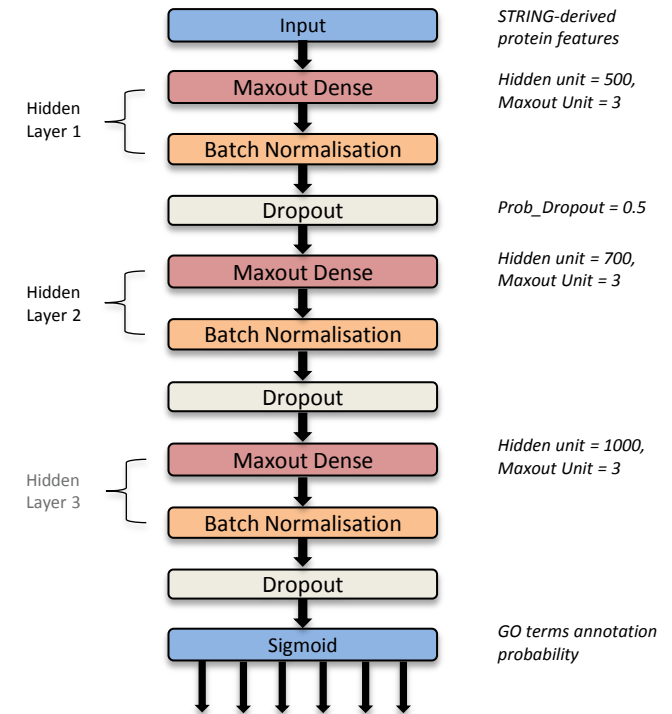 Input
STRING-derived
protein features
Hidden
Layer 1
Maxout Dense
Hidden unit = 500,
Maxout Unit = 3
Batch Normalisation
Dropout
Prob_Dropout = 0.5
Hidden
Layer 2
Maxout Dense
Hidden unit = 700,
Maxout Unit = 3
Batch Normalisation
Dropout
Hidden
Layer 3
Maxout Dense
Hidden unit = 1000,
Maxout Unit = 3
Batch Normalisation
Dropout
Sigmoid
GO terms annotation
probability